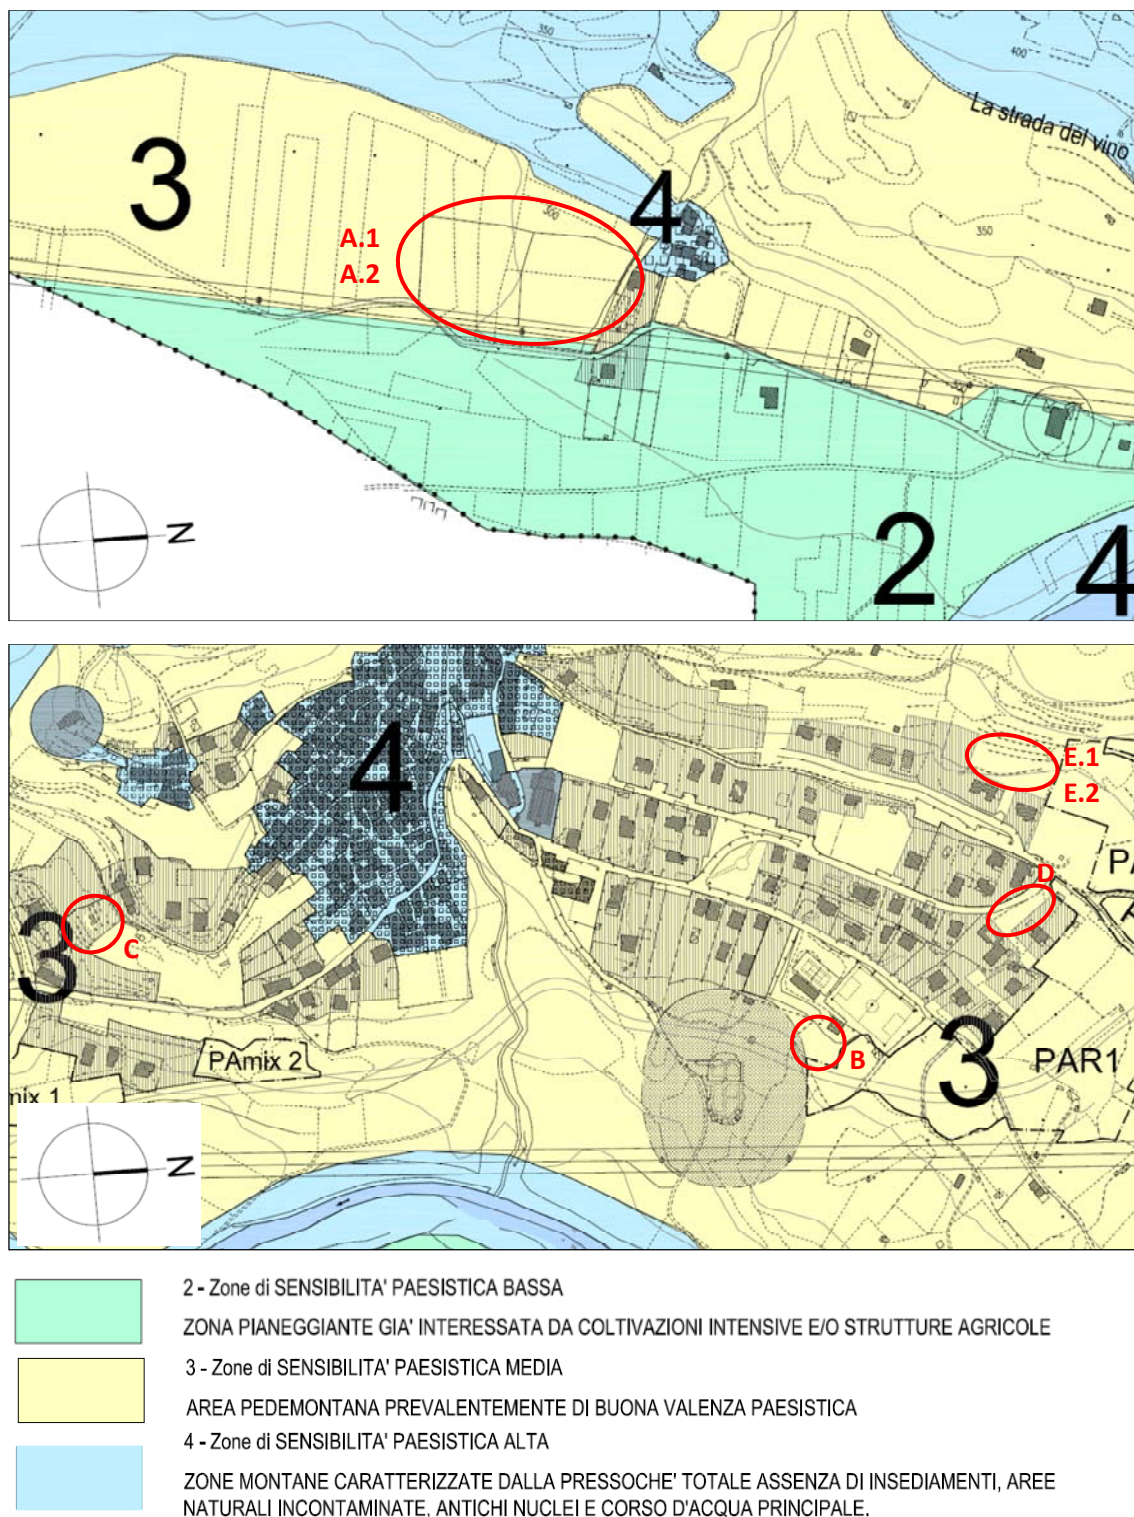 350
400
La strada del vino
3
4
300
350
A.1
A.2
300
N
2
4
4
E.1
E.2
PA
D
3
C
B
3
PAR1
PAmix 2
mix 1
N
2 - Zone di SENSIBILITA' PAESISTICA BASSA
ZONA PIANEGGIANTE GIA' INTERESSATA DA COLTIVAZIONI INTENSIVE E/O STRUTTURE AGRICOLE
3 - Zone di SENSIBILITA' PAESISTICA MEDIA
AREA PEDEMONTANA PREVALENTEMENTE DI BUONA VALENZA PAESISTICA
4 - Zone di SENSIBILITA' PAESISTICA ALTA
ZONE MONTANE CARATTERIZZATE DALLA PRESSOCHE' TOTALE ASSENZA DI INSEDIAMENTI, AREE
NATURALI INCONTAMINATE, ANTICHI NUCLEI E CORSO D'ACQUA PRINCIPALE.